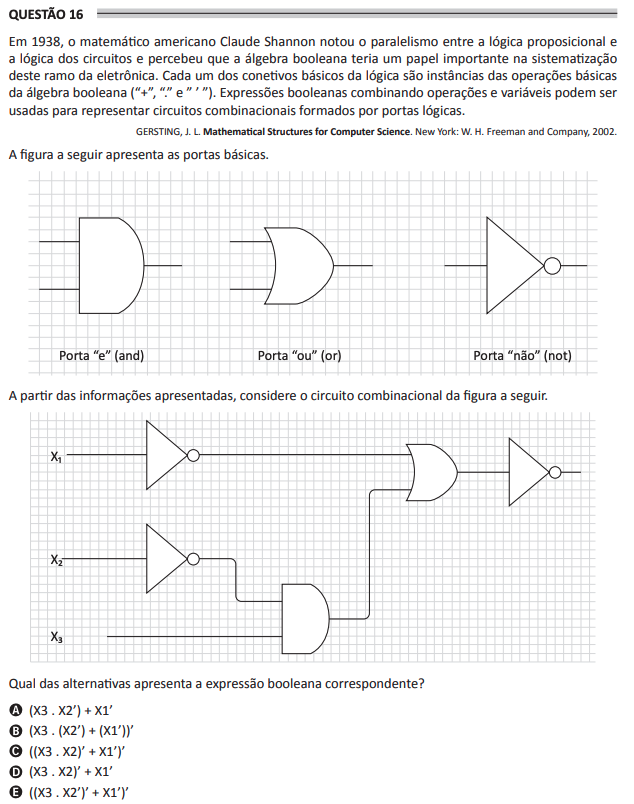 QUESTÃO 16
Em 1938, o matemático americano Claude Shannon notou o paralelismo entre a lógica proposicional e
a lógica dos circuitos e percebeu que a álgebra booleana teria um papel importante na sistematização
deste ramo da eletrônica. Cada um dos conetivos básicos da lógica são instâncias das operações básicas
da álgebra booleana (“+”, “.” e ” ’ ”). Expressões booleanas combinando operações e variáveis podem ser
usadas para representar circuitos combinacionais formados por portas lógicas.
GERSTING, J. L. Mathematical Structures for Computer Science. New York: W. H. Freeman and Company, 2002.
A figura a seguir apresenta as portas básicas.
Porta “e” (and) Porta “ou” (or) Porta “não” (not)
A partir das informações apresentadas, considere o circuito combinacional da figura a seguir.
X₁
X₂
X₃
Qual das alternativas apresenta a expressão booleana correspondente?
A (X3 . X2’) + X1’
B (X3 . (X2’) + (X1’))’
C ((X3 . X2)’ + X1’)’
D (X3 . X2)’ + X1’
E ((X3 . X2’)’ + X1’)’